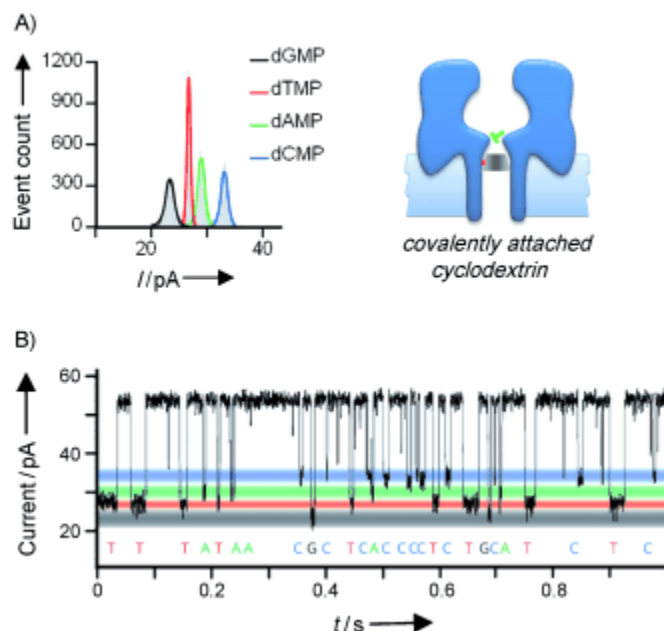 A)
1200
900
600
300
0
Event count
20
40
I/pA
dGMP
dTMP
dAMP
dCMP
covalently attached
cyclodextrin
B)
60
40
20
Current/pA
T T T A T A A C G C T C A C C C C T C T G C A T C T C
0 0.2 0.4 0.6 0.8
t/s